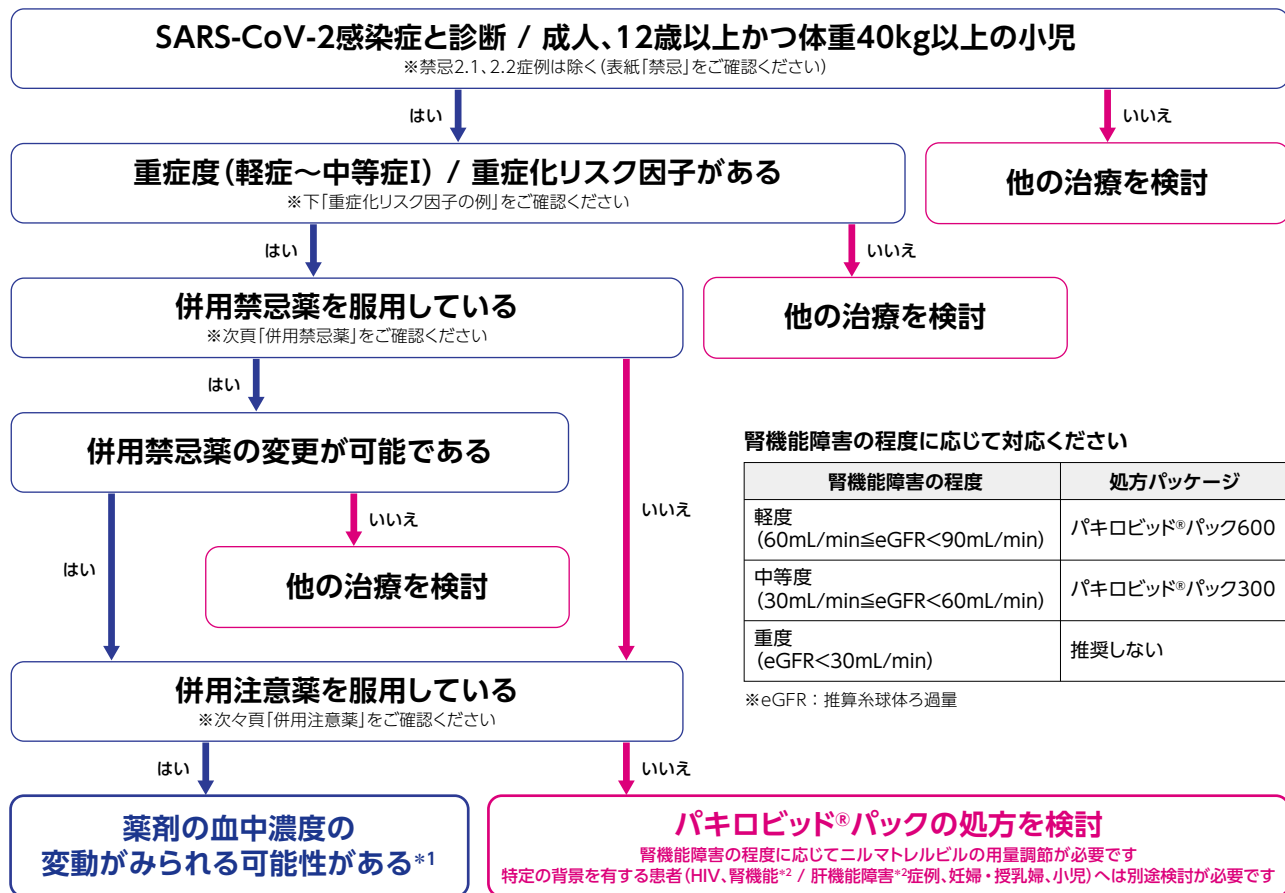 SARS-CoV-2感染症と診断 / 成人、12歳以上かつ体重40kg以上の小児
※禁忌2.1、2.2症例は除く(表紙「禁忌」をご確認ください)
はい
いいえ
重症度(軽症～中等症I) / 重症化リスク因子がある
※下「重症化リスク因子の例」をご確認ください
他の治療を検討
はい
いいえ
併用禁忌薬を服用している
※次頁「併用禁忌薬」をご確認ください
他の治療を検討
はい
いいえ
併用禁忌薬の変更が可能である
はい
いいえ
他の治療を検討
腎機能障害の程度に応じて対応ください
腎機能障害の程度 処方パッケージ
軽度
(60mL/min≦eGFR<90mL/min) パキロビッド®パック600
中等度
(30mL/min≦eGFR<60mL/min) パキロビッド®パック300
重度
(eGFR<30mL/min) 推奨しない
※eGFR：推算糸球体ろ過量
併用注意薬を服用している
※次々頁「併用注意薬」をご確認ください
はい
いいえ
薬剤の血中濃度の
変動がみられる可能性がある*1
パキロビッド®パックの処方を検討
腎機能障害の程度に応じてニルマトレルビルの用量調節が必要です
特定の背景を有する患者(HIV、腎機能*2 / 肝機能障害*2症例、妊婦・授乳婦、小児)へは別途検討が必要です